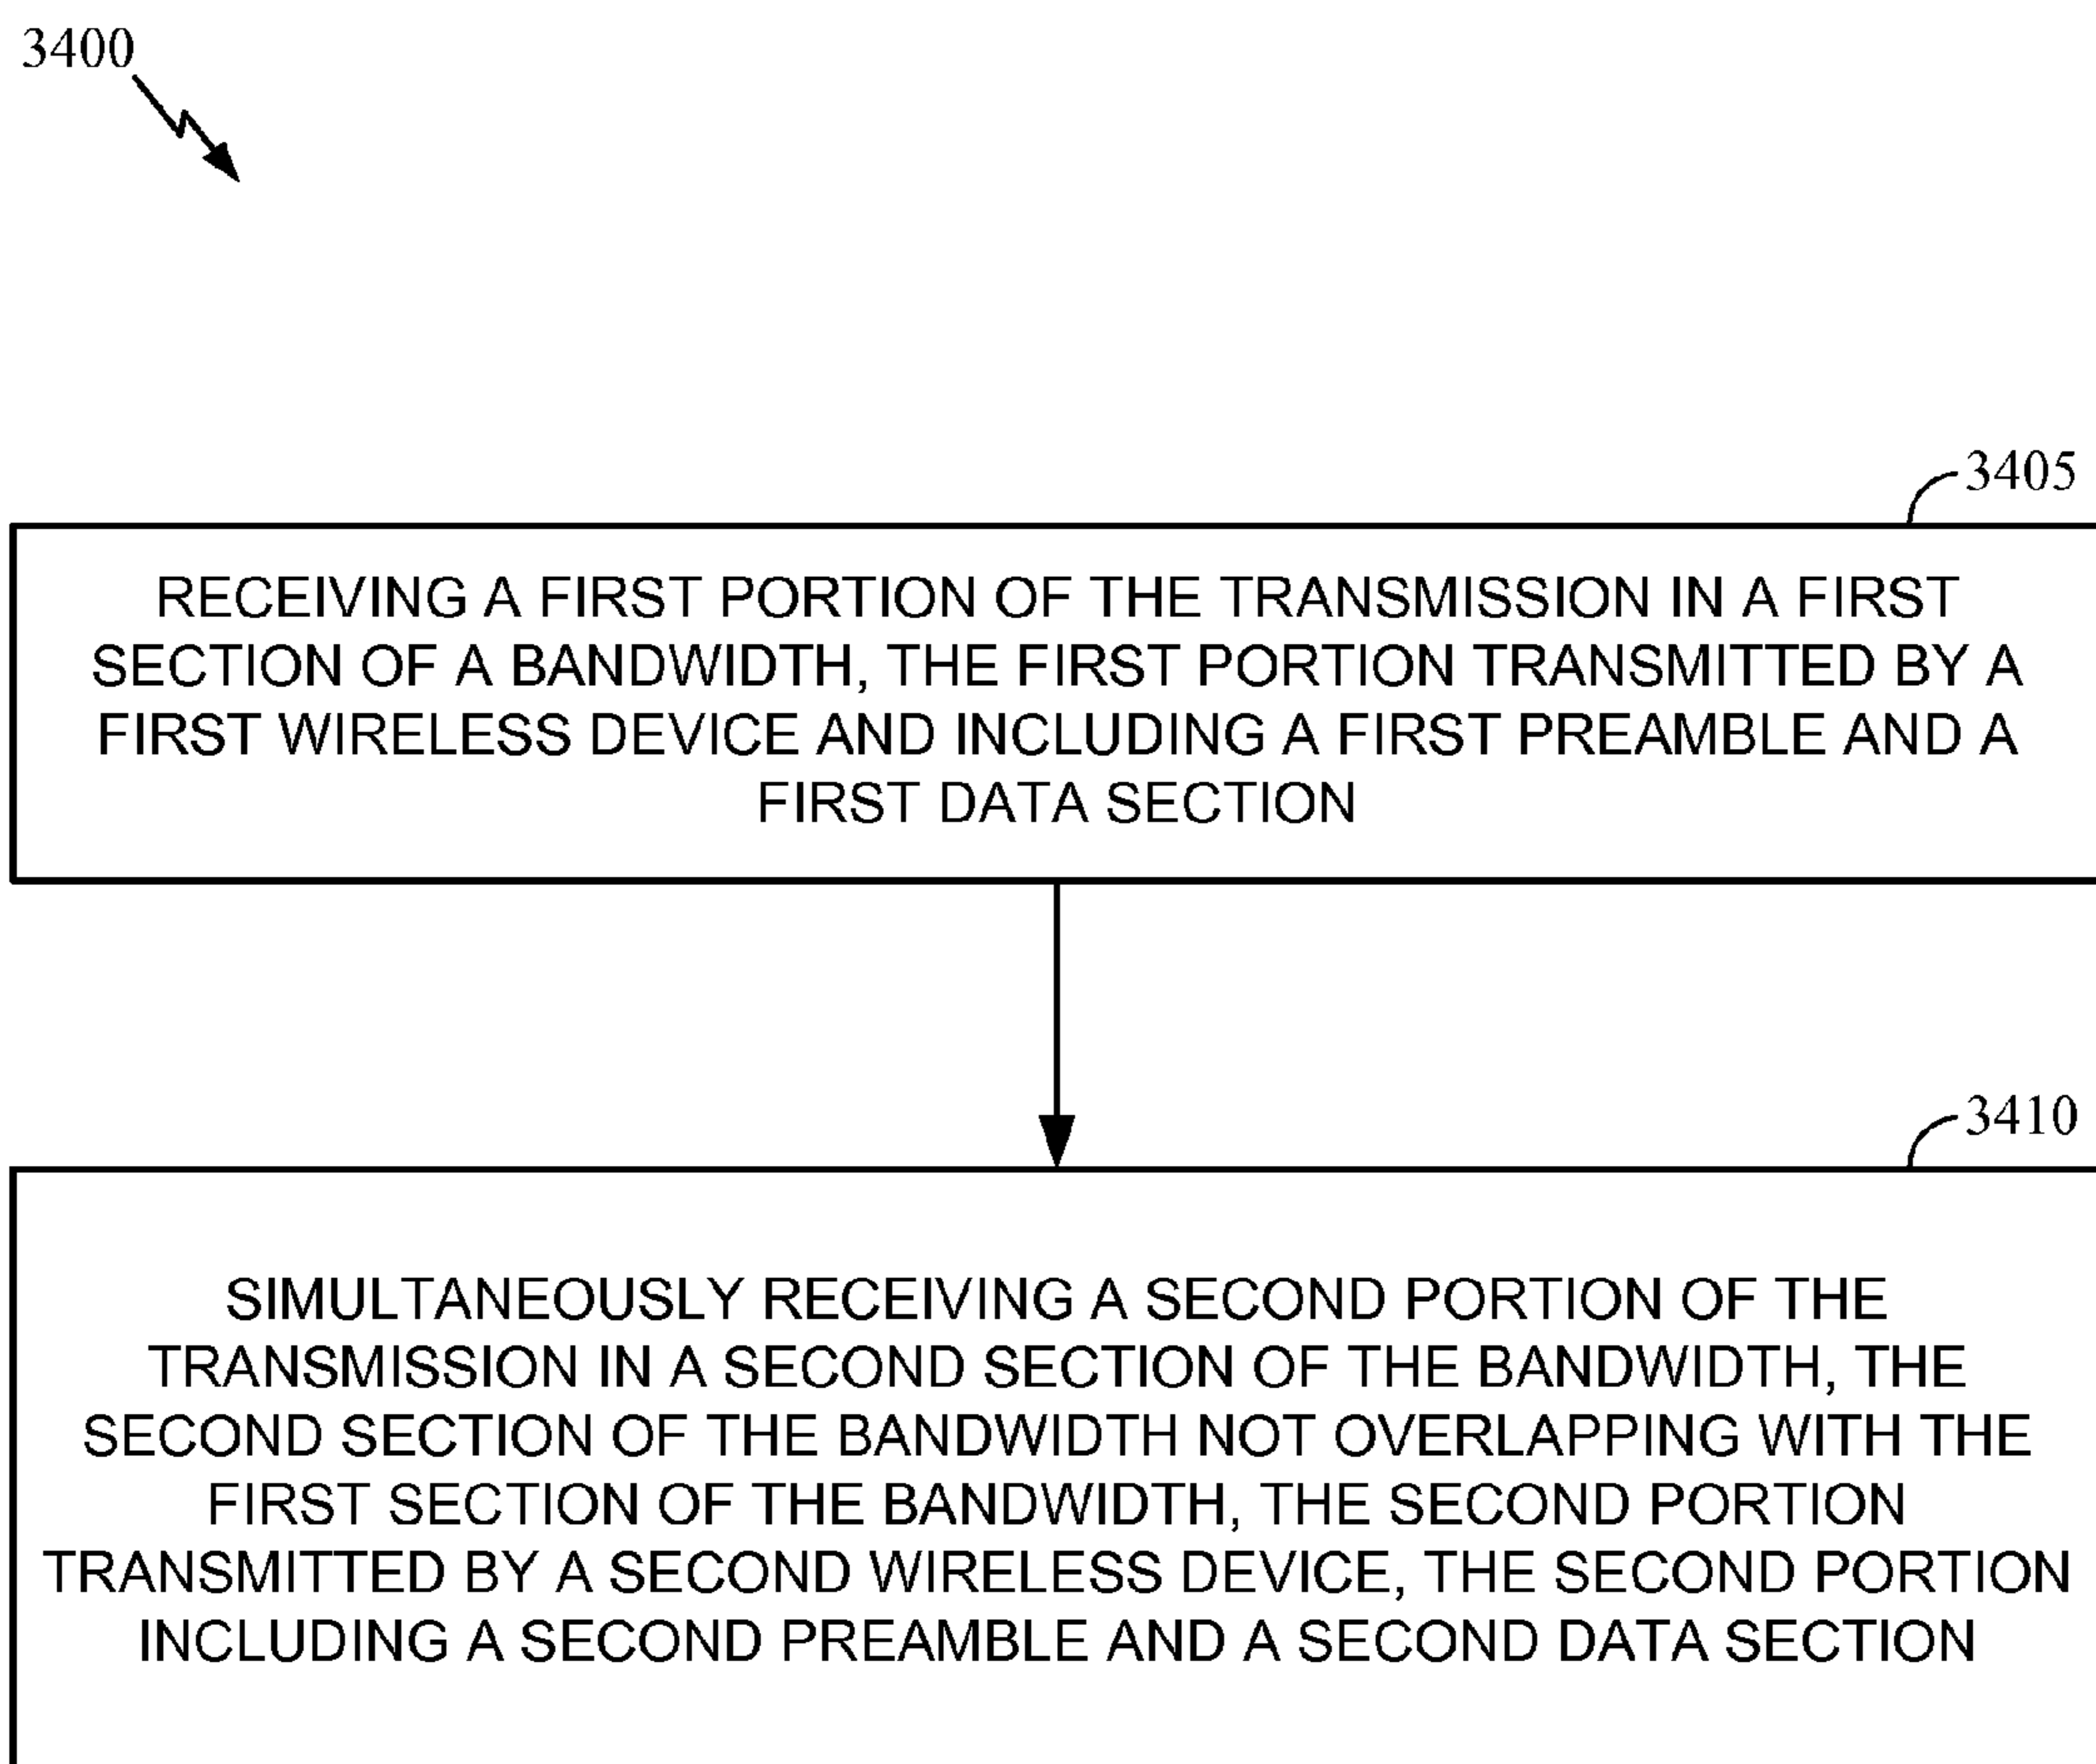 3400
3405
RECEIVING A FIRST PORTION OF THE TRANSMISSION IN A FIRST
SECTION OF A BANDWIDTH, THE FIRST PORTION TRANSMITTED BY A
FIRST WIRELESS DEVICE AND INCLUDING A FIRST PREAMBLE AND A
FIRST DATA SECTION
3410
SIMULTANEOUSLY RECEIVING A SECOND PORTION OF THE
TRANSMISSION IN A SECOND SECTION OF THE BANDWIDTH, THE
SECOND SECTION OF THE BANDWIDTH NOT OVERLAPPING WITH THE
FIRST SECTION OF THE BANDWIDTH, THE SECOND PORTION
TRANSMITTED BY A SECOND WIRELESS DEVICE, THE SECOND PORTION
INCLUDING A SECOND PREAMBLE AND A SECOND DATA SECTION